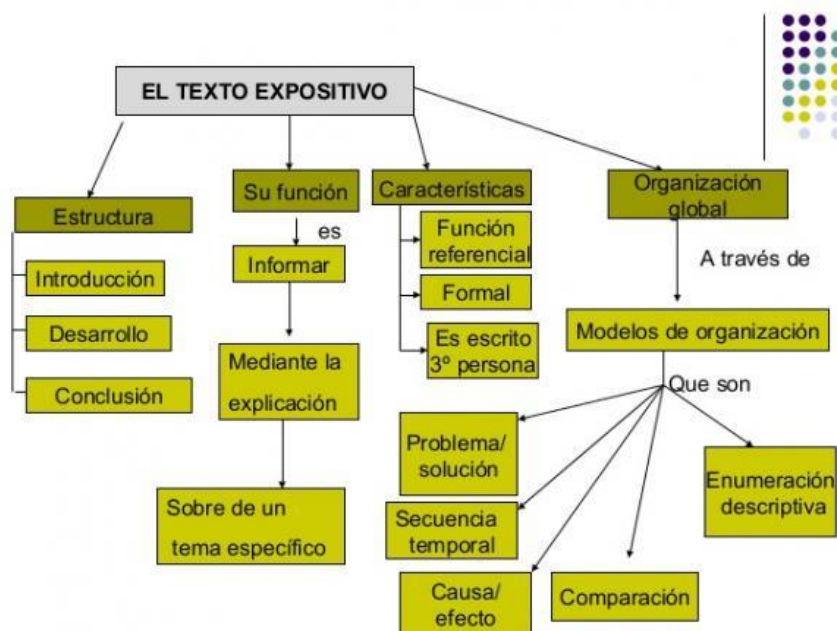 EL TEXTO EXPOSITIVO
Estructura
Introducción
Desarrollo
Conclusión
Su función
es
Informar
Mediante la
explicación
Sobre de un
tema específico
Características
Función
referencial
Formal
Es escrito
3º persona
Organización
global
A través de
Modelos de organización
Que son
Problema/
solución
Secuencia
temporal
Causa/
efecto
Comparación
Enumeración
descriptiva